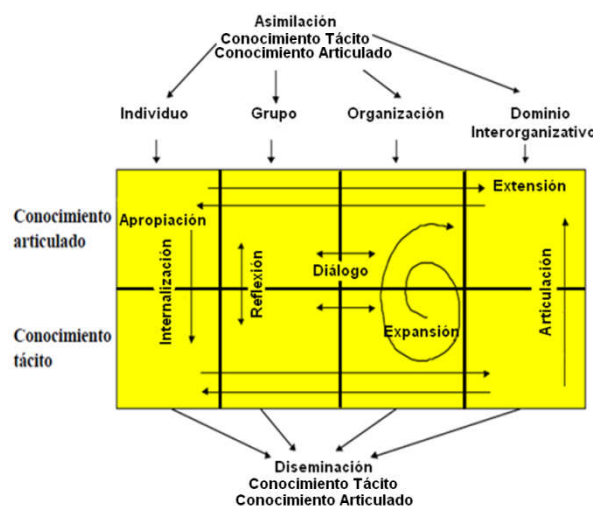 Asimilación
Conocimiento Tácito
Conocimiento Articulado
Individuo
Grupo
Organización
Dominio
Interorganizativo
Conocimiento
articulado
Extensión
Apropiación
Internalización
Reflexión
Diálogo
Expansión
Articulación
Conocimiento
tácito
Diseminación
Conocimiento Tácito
Conocimiento Articulado